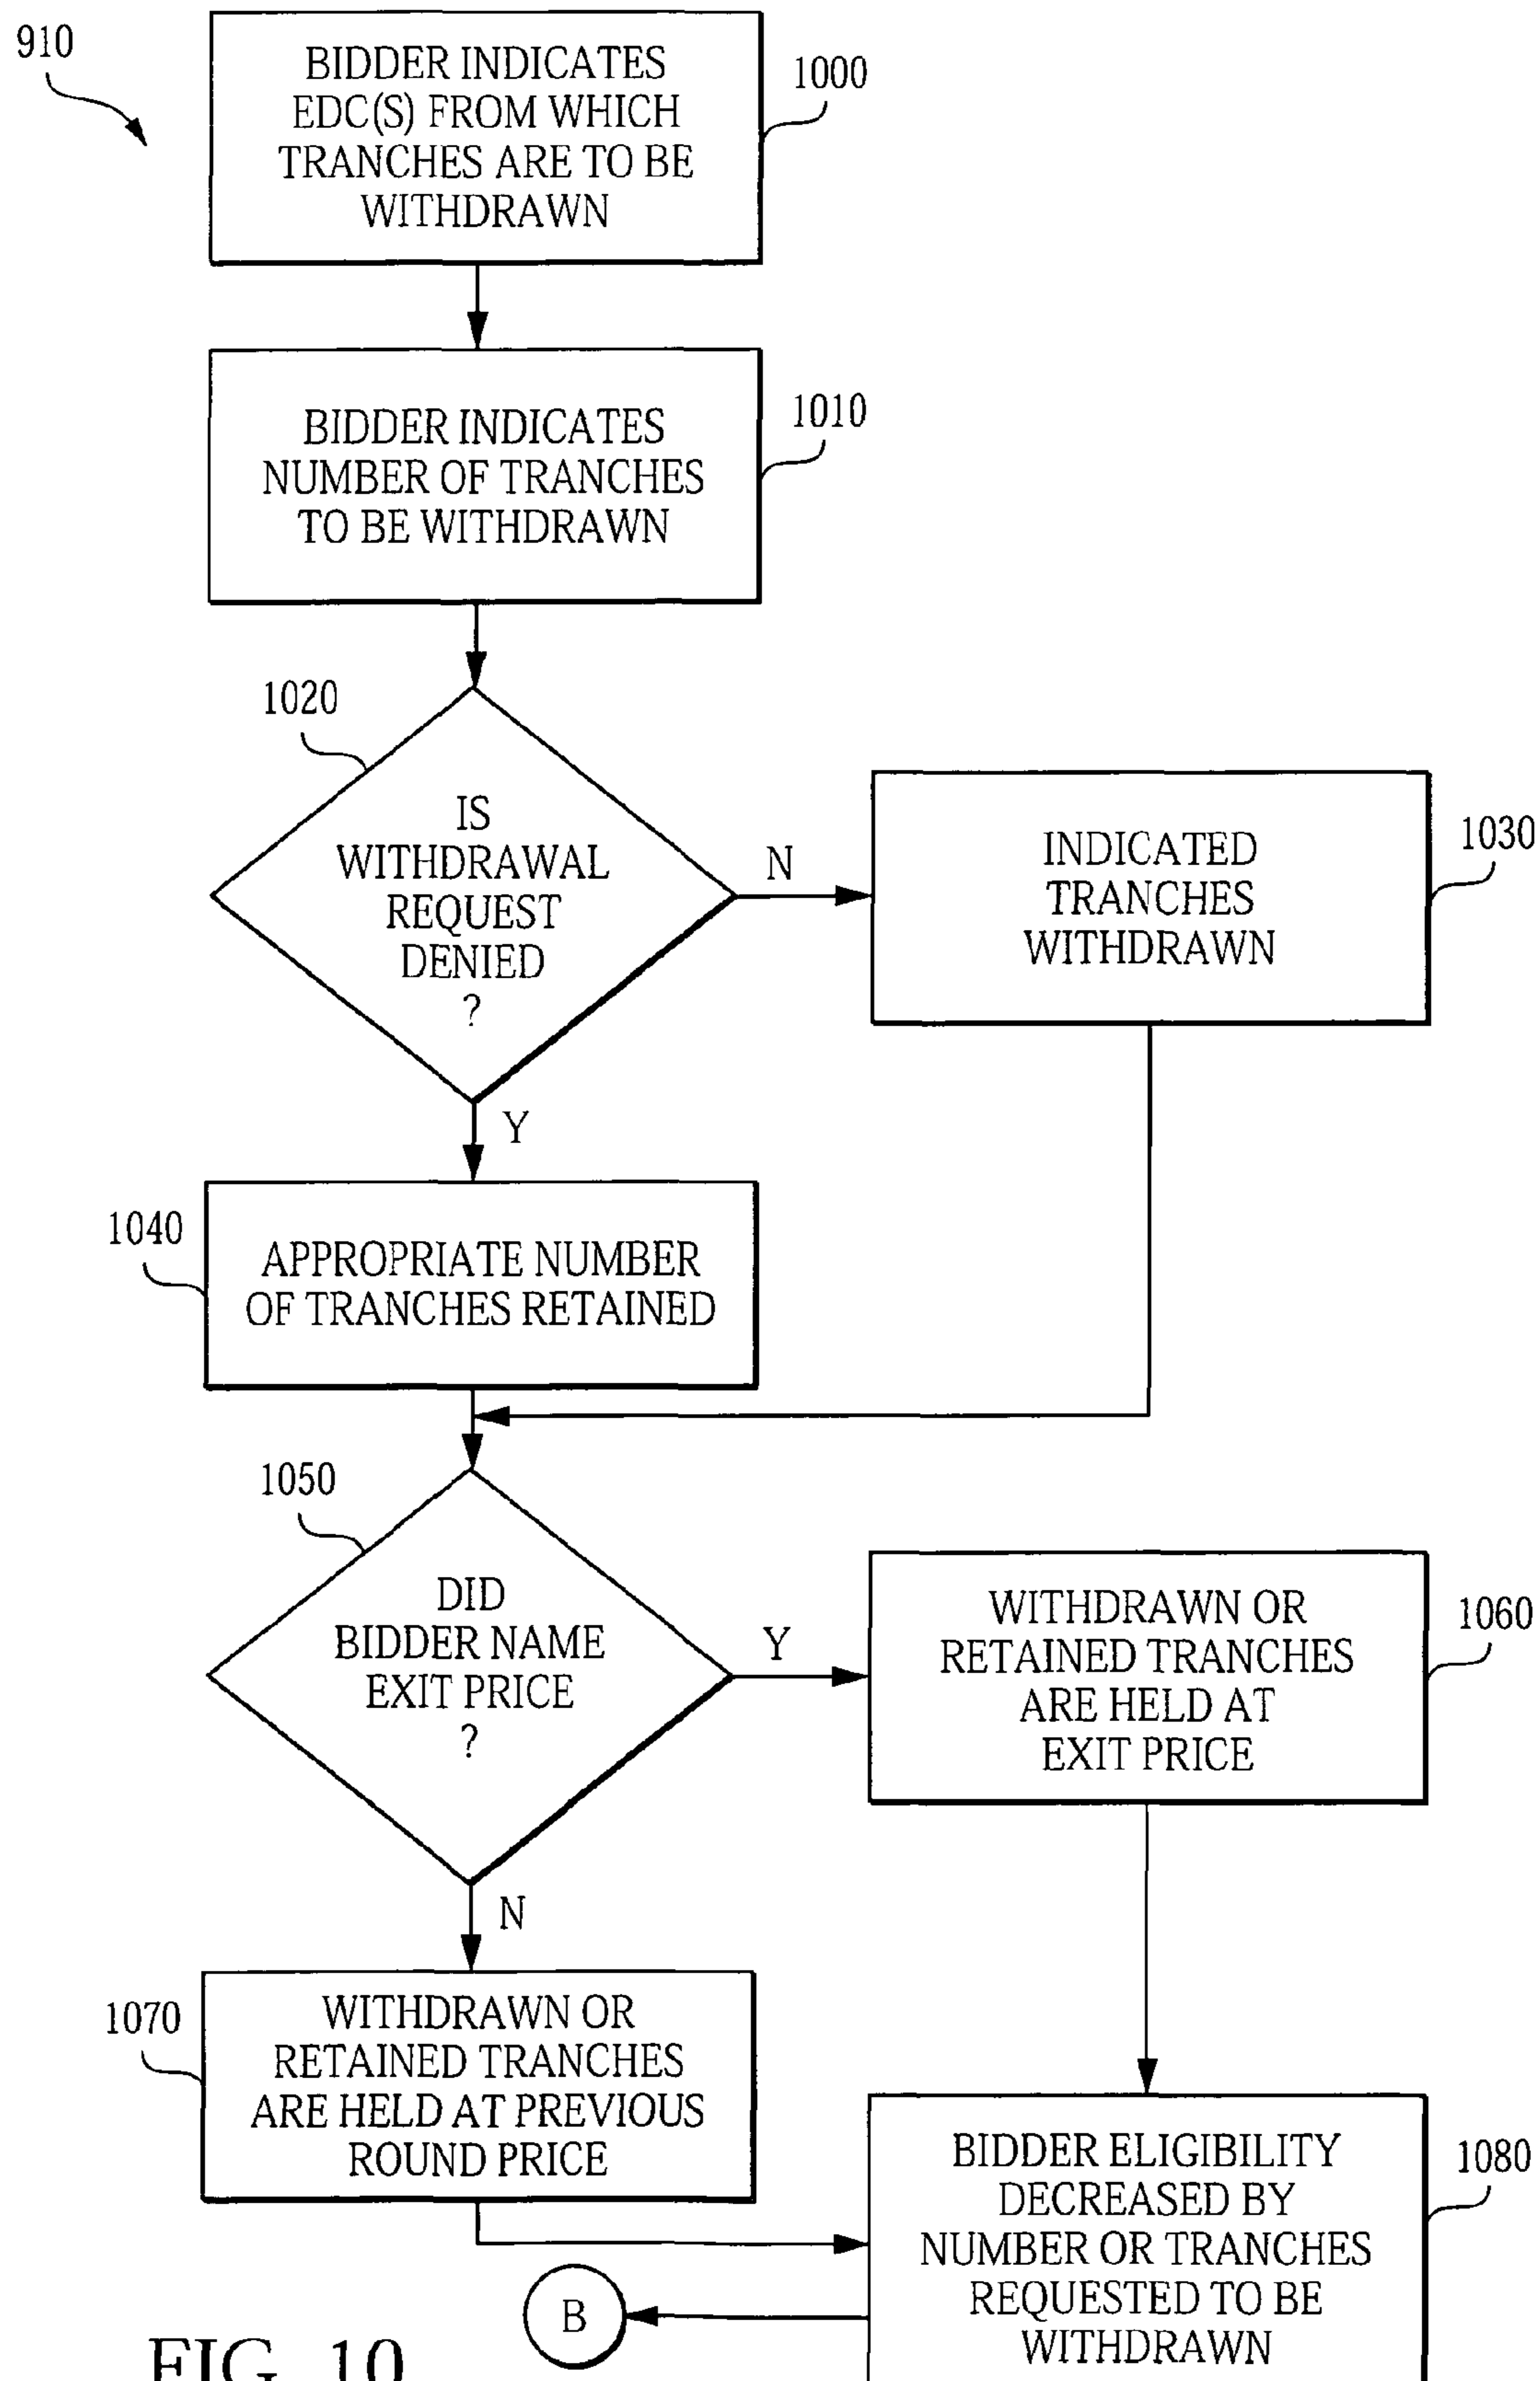 910
BIDDER INDICATES
EDC(S) FROM WHICH
TRANCHES ARE TO BE
WITHDRAWN
1000
BIDDER INDICATES
NUMBER OF TRANCHES
TO BE WITHDRAWN
1010
1020
IS
WITHDRAWAL
REQUEST
DENIED
?
N
INDICATED
TRANCHES
WITHDRAWN
1030
Y
1040
APPROPRIATE NUMBER
OF TRANCHES RETAINED
1050
DID
BIDDER NAME
EXIT PRICE
?
Y
WITHDRAWN OR
RETAINED TRANCHES
ARE HELD AT
EXIT PRICE
1060
N
1070
WITHDRAWN OR
RETAINED TRANCHES
ARE HELD AT PREVIOUS
ROUND PRICE
BIDDER ELIGIBILITY
DECREASED BY
NUMBER OR TRANCHES
REQUESTED TO BE
WITHDRAWN
1080
B
FIG. 10